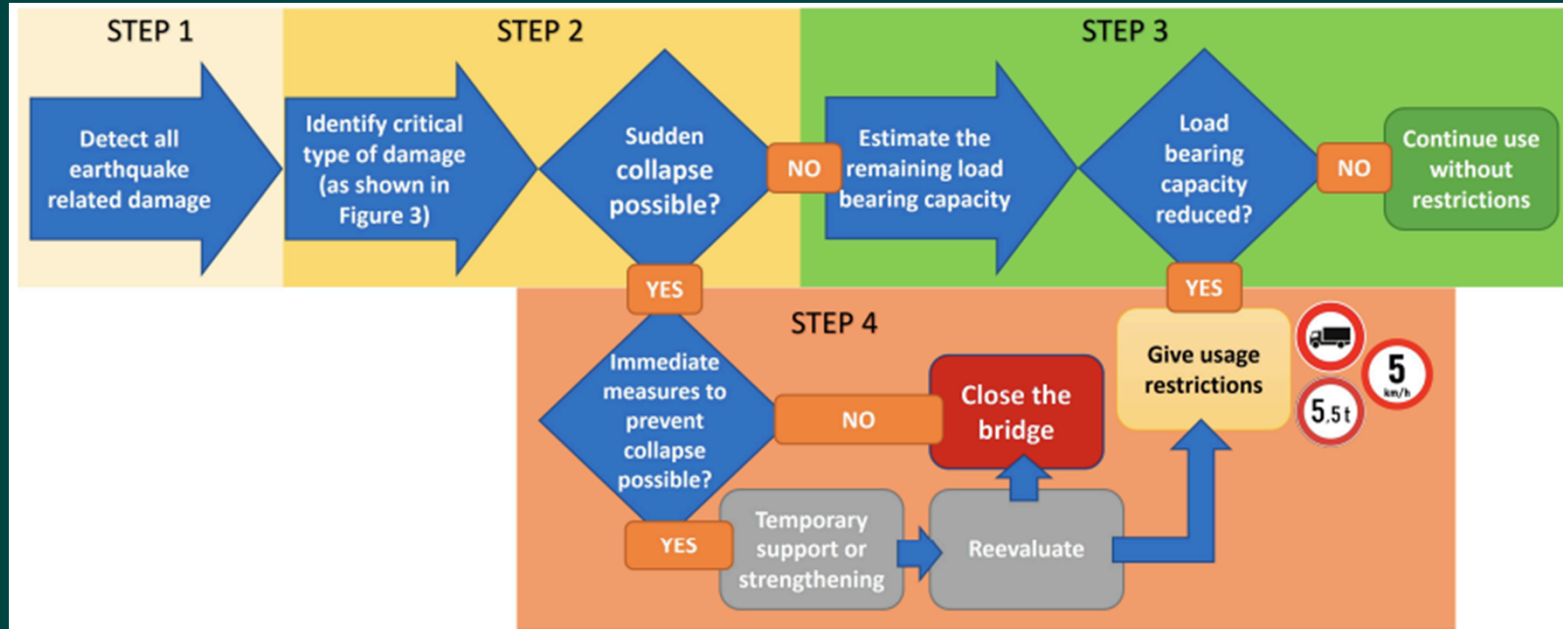 STEP 1
STEP 2
STEP 3
Detect all
earthquake
related damage
Identify critical
type of damage
(as shown in
Figure 3)
Sudden
collapse
possible?
NO
Estimate the
remaining load
bearing capacity
Load
bearing
capacity
reduced?
NO
Continue use
without
restrictions
YES
YES
STEP 4
Immediate
measures to
prevent
collapse
possible?
NO
Close the
bridge
Give usage
restrictions
5
km/h
5,5t
YES
Temporary
support or
strengthening
Reevaluate